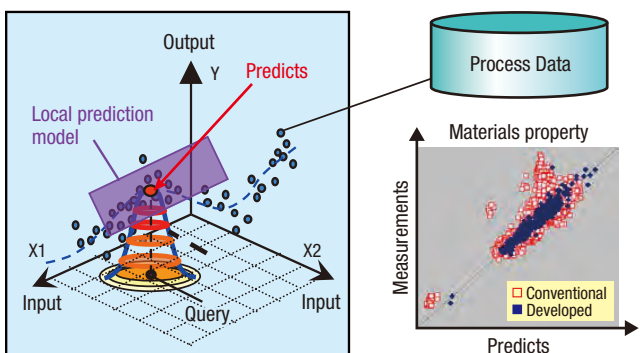 Output
Y
Predicts
Local prediction
model
X1
X2
Input
Input
Query
Process Data
Materials property
Measurements
Conventional
Developed
Predicts